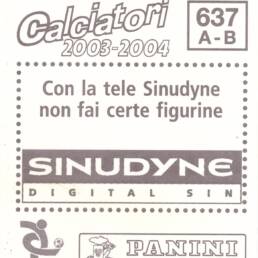 Calciatori
2003-2004
637
A-B
Con la tele Sinudyne
non fai certe figurine
SINUDYNE
DIGITAL SIN
PANINI